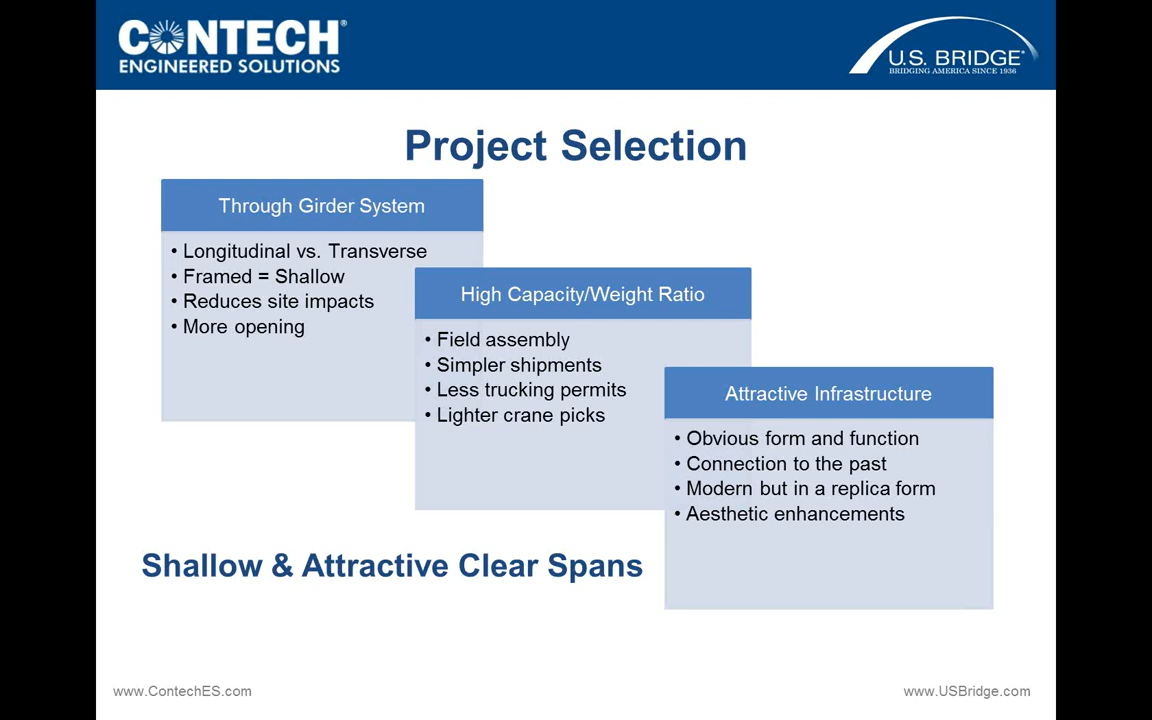 CONTECH®
ENGINEERED SOLUTIONS
U.S. BRIDGE®
BRIDGING AMERICA SINCE 1936
Project Selection
Through Girder System
• Longitudinal vs. Transverse
• Framed = Shallow
• Reduces site impacts
• More opening
High Capacity/Weight Ratio
• Field assembly
• Simpler shipments
• Less trucking permits
• Lighter crane picks
Attractive Infrastructure
• Obvious form and function
• Connection to the past
• Modern but in a replica form
• Aesthetic enhancements
Shallow & Attractive Clear Spans
www.ContechES.com
www.USBridge.com